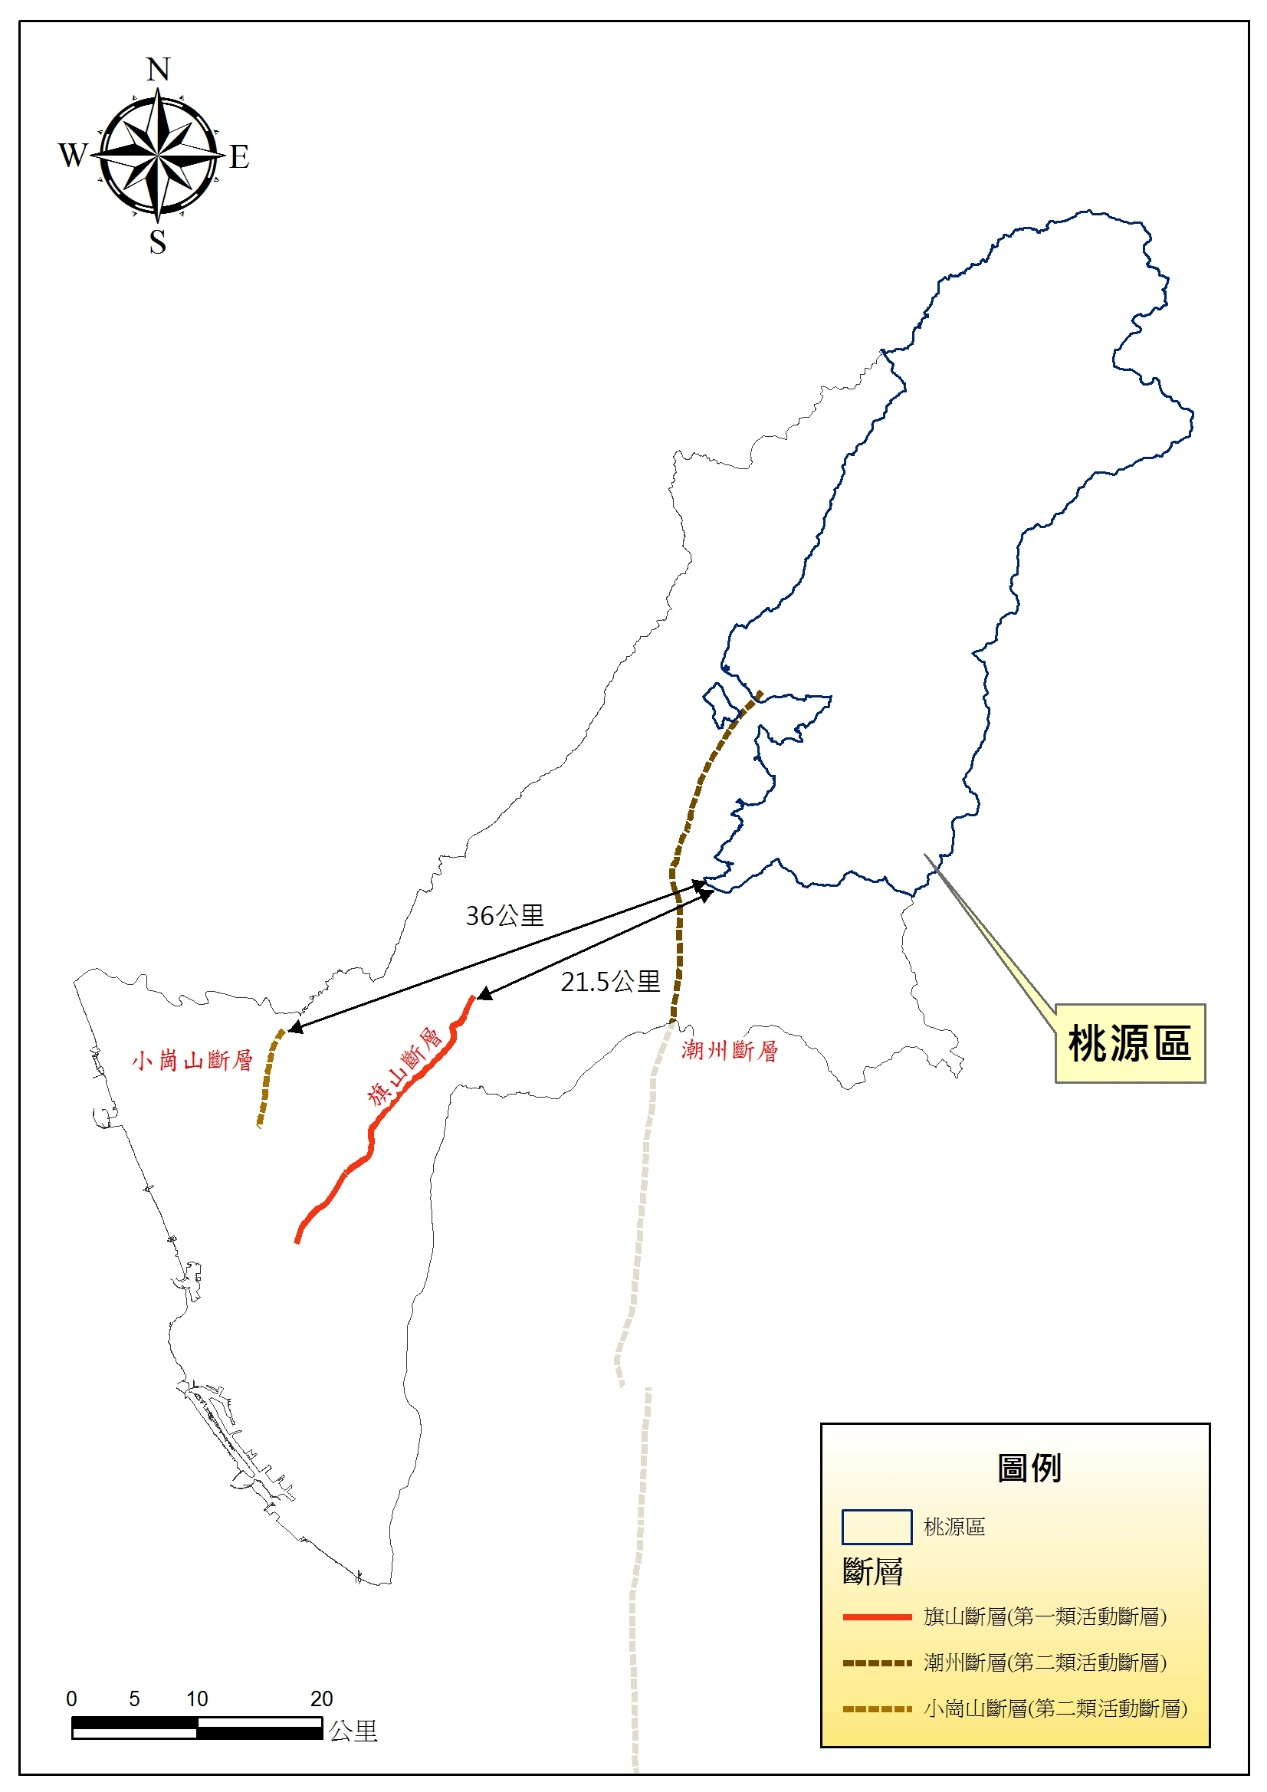 N
W
E
S
36公里
21.5公里
小崗山斷層
旗山斷層
潮州斷層
桃源區
圖例
桃源區
斷層
旗山斷層(第一類活動斷層)
潮州斷層(第二類活動斷層)
小崗山斷層(第二類活動斷層)
0 5 10 20
公里